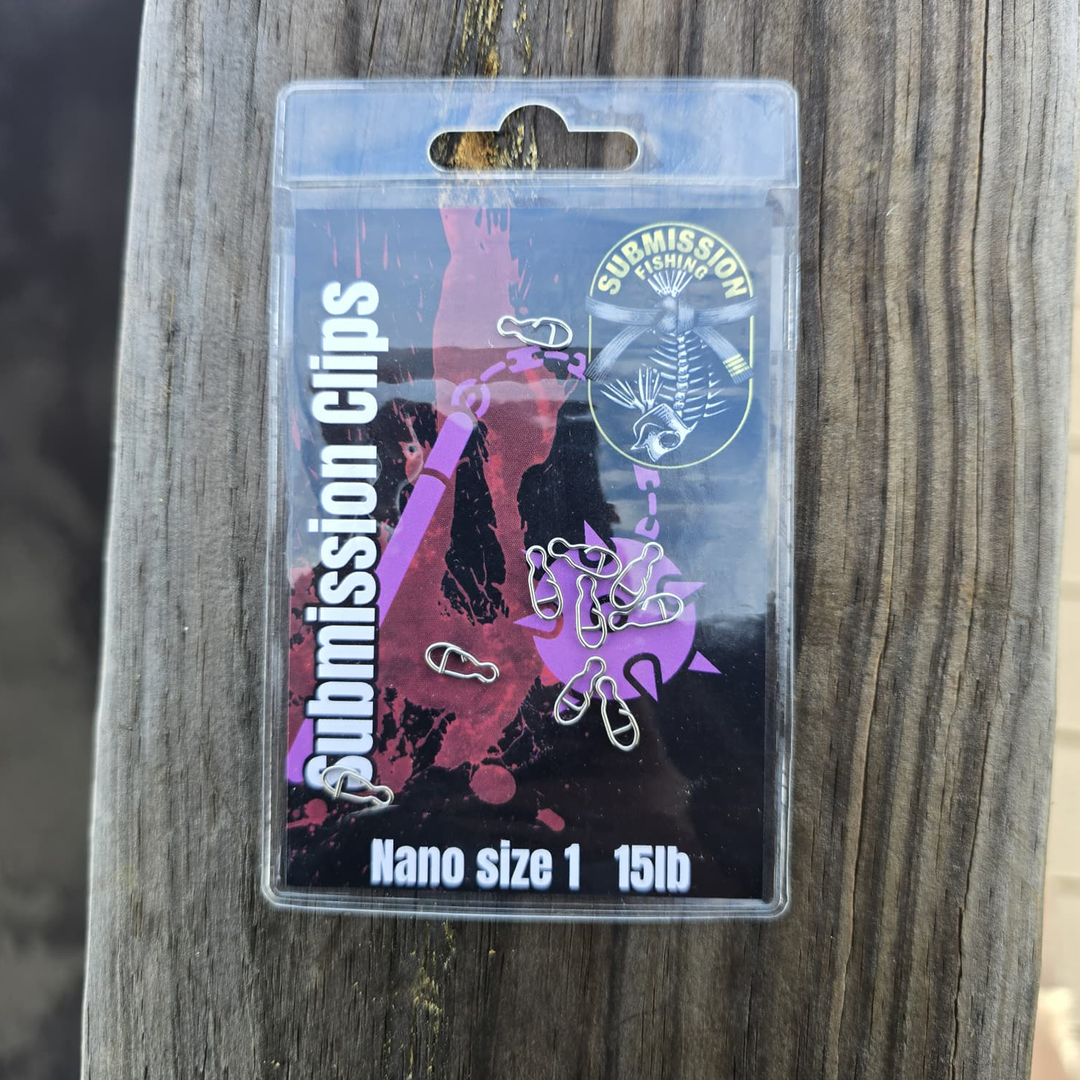 SUBMISSION
FISHING
Submission Clips
Nano size 1 15lb